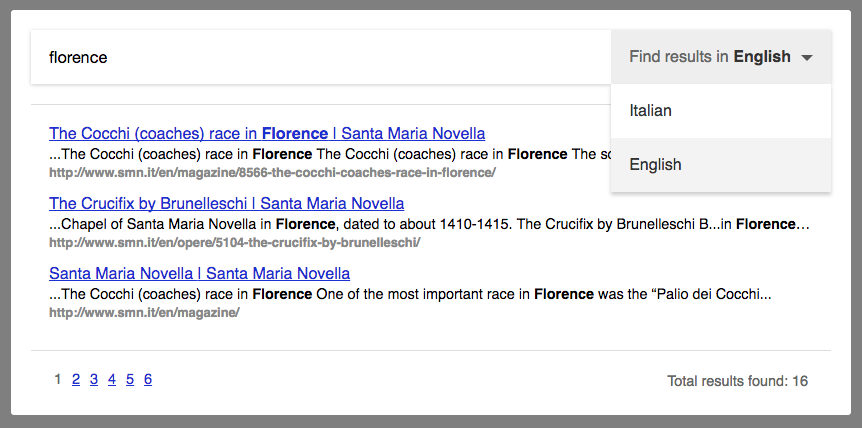 florence
Find results in English
Italian
English
The Cocchi (coaches) race in Florence | Santa Maria Novella
...The Cocchi (coaches) race in Florence The Cocchi (coaches) race in Florence The
http://www.smn.it/en/magazine/8566-the-cocchi-coaches-race-in-florence/
The Crucifix by Brunelleschi | Santa Maria Novella
...Chapel of Santa Maria Novella in Florence, dated to about 1410-1415. The Crucifix by Brunelleschi B...in Florence...
http://www.smn.it/en/opere/5104-the-crucifix-by-brunelleschi/
Santa Maria Novella | Santa Maria Novella
...The Cocchi (coaches) race in Florence One of the most important race in Florence was the “Palio dei Cocchi...
http://www.smn.it/en/magazine/
1 2 3 4 5 6
Total results found: 16